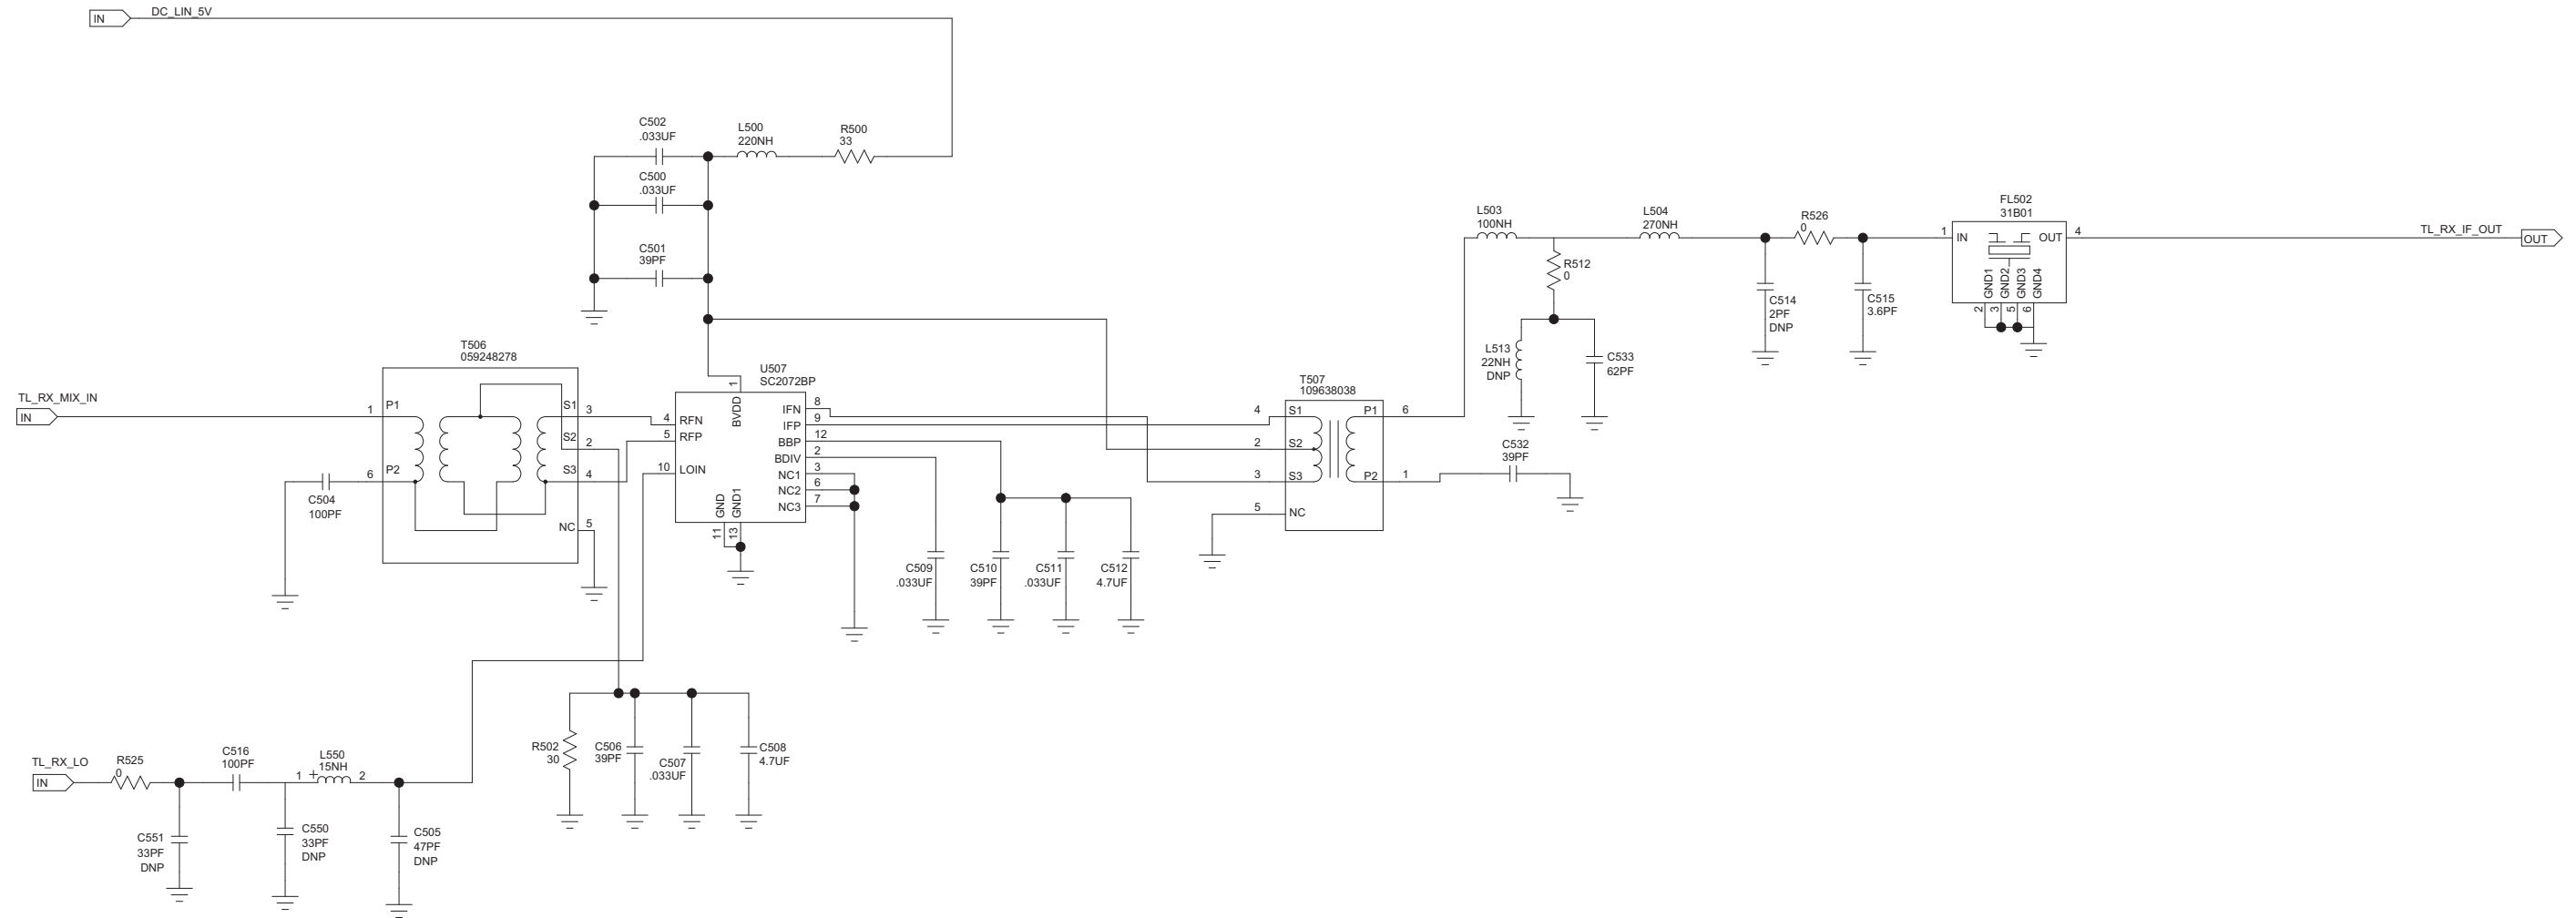 IN
DC_LIN_5V
C502
.033UF
L500
220NH
R500
33
C500
.033UF
C501
39PF
L503
100NH
L504
270NH
R526
0
FL502
31B01
1
IN
OUT
4
GND1
GND2
GND3
GND4
2
3
5
6
TL_RX_IF_OUT
OUT
R512
0
C514
2PF
DNP
C515
3.6PF
L513
22NH
DNP
C533
62PF
T506
059248278
TL_RX_MIX_IN
IN
1
P1
6
P2
S1
3
S2
2
S3
4
NC
5
C504
100PF
U507
SC2072BP
1
BVDD
4
RFN
5
RFP
10
LOIN
IFN
8
IFP
9
BBP
12
BDIV
2
NC1
3
NC2
6
NC3
7
GND
GND1
11
13
T507
109638038
4
S1
2
S2
3
S3
5
NC
P1
6
P2
1
C532
39PF
C509
.033UF
C510
39PF
C511
.033UF
C512
4.7UF
R502
30
C506
39PF
C507
.033UF
C508
4.7UF
TL_RX_LO
IN
R525
0
C516
100PF
L550
15NH
1
+
2
C551
33PF
DNP
C550
33PF
DNP
C505
47PF
DNP